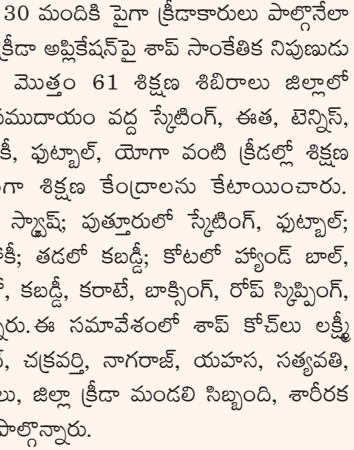 30 మందికి పైగా క్రీడాకారులు పాల్గొనేలా
క్రీడా అప్లికేషన్‌పై శాప్ సాంకేతిక నిపుణుడు
మొత్తం 61 శిక్షణ శిబిరాలు జిల్లాలో
ముదాయం వద్ద స్కేటింగ్, ఈత, టెన్నిస్,
కీ, ఫుట్బాల్, యోగా వంటి క్రీడల్లో శిక్షణ
గా శిక్షణ కేంద్రాలను కేటాయించారు.
స్క్వాష్; పుత్తూరులో స్కేటింగ్, ఫుట్బాల్;
కీ; తడలో కబడ్డీ; కోటలో హ్యాండ్ బాల్,
కబడ్డీ, కరాటే, బాక్సింగ్, రోప్ స్కిప్పింగ్,
రు.ఈ సమావేశంలో శాప్ కోచ్‌లు లక్ష్మీ
చక్రవర్తి, నాగరాజ్, యహస, సత్యవతి,
లు, జిల్లా క్రీడా మండలి సిబ్బంది, శారీరక
పాల్గొన్నారు.